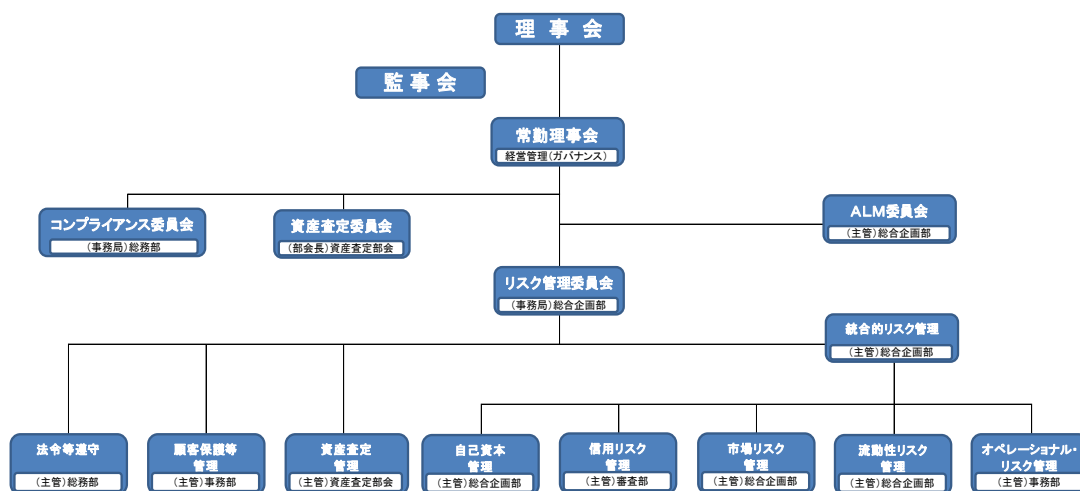 理事会
監事会
常勤理事会
経営管理(ガバナンス)
コンプライアンス委員会
(事務局)総務部
資産査定委員会
(部会長)資産査定部会
ALM委員会
(主管)総合企画部
リスク管理委員会
(事務局)総合企画部
統合的リスク管理
(主管)総合企画部
法令等遵守
(主管)総務部
顧客保護等
管理
(主管)事務部
資産査定
管理
(主管)資産査定部会
自己資本
管理
(主管)総合企画部
信用リスク
管理
(主管)審査部
市場リスク
管理
(主管)総合企画部
流動性リスク
管理
(主管)総合企画部
オペレーショナル・
リスク管理
(主管)事務部